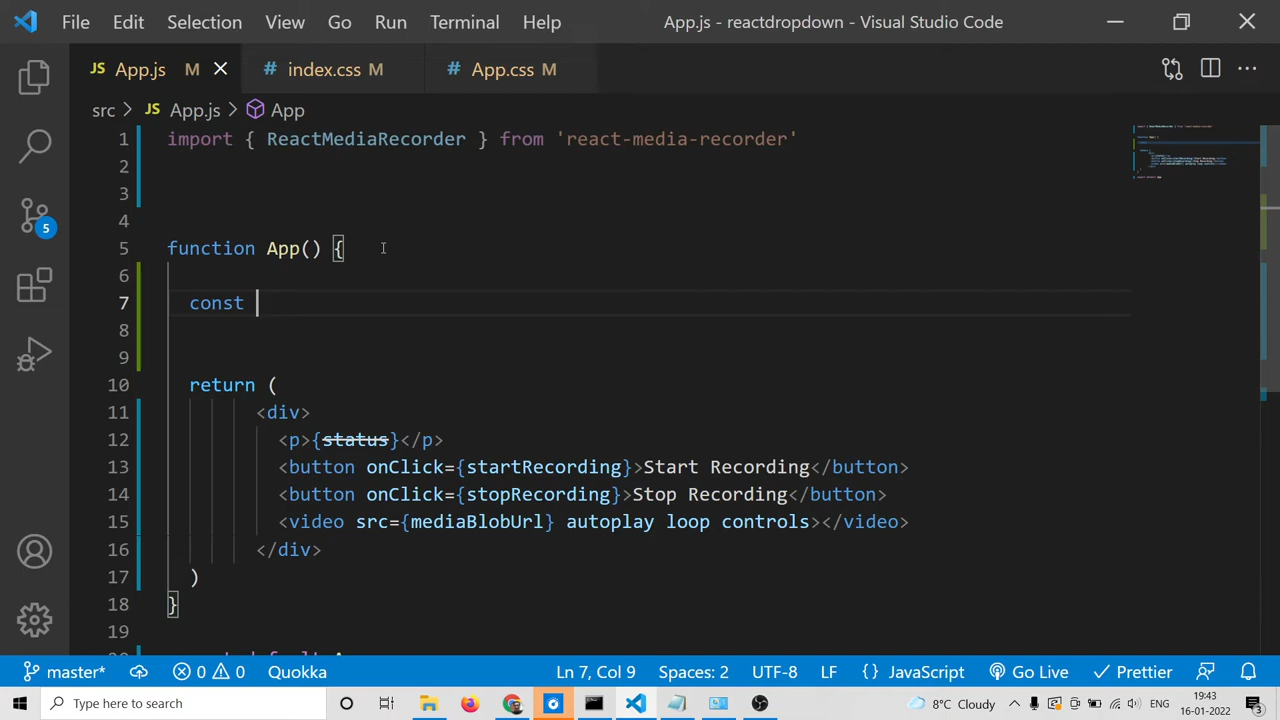 File Edit Selection View Go Run Terminal Help App.js - reactdropdown - Visual Studio Code
JS App.js M # index.css M # App.css M
src > JS App.js > App
1 import { ReactMediaRecorder } from 'react-media-recorder'
2
3
4
5 function App() {
6
7 const
8
9
10 return (
11 <div>
12 <p>{status}</p>
13 <button onClick={startRecording}>Start Recording</button>
14 <button onClick={stopRecording}>Stop Recording</button>
15 <video src={mediaBlobUrl} autoplay loop controls></video>
16 </div>
17 )
18 }
19
5
master* 0 0 Quokka Ln 7, Col 9 Spaces: 2 UTF-8 LF {} JavaScript Go Live Prettier
Type here to search 8°C Cloudy ENG 19:43
16-01-2022 3